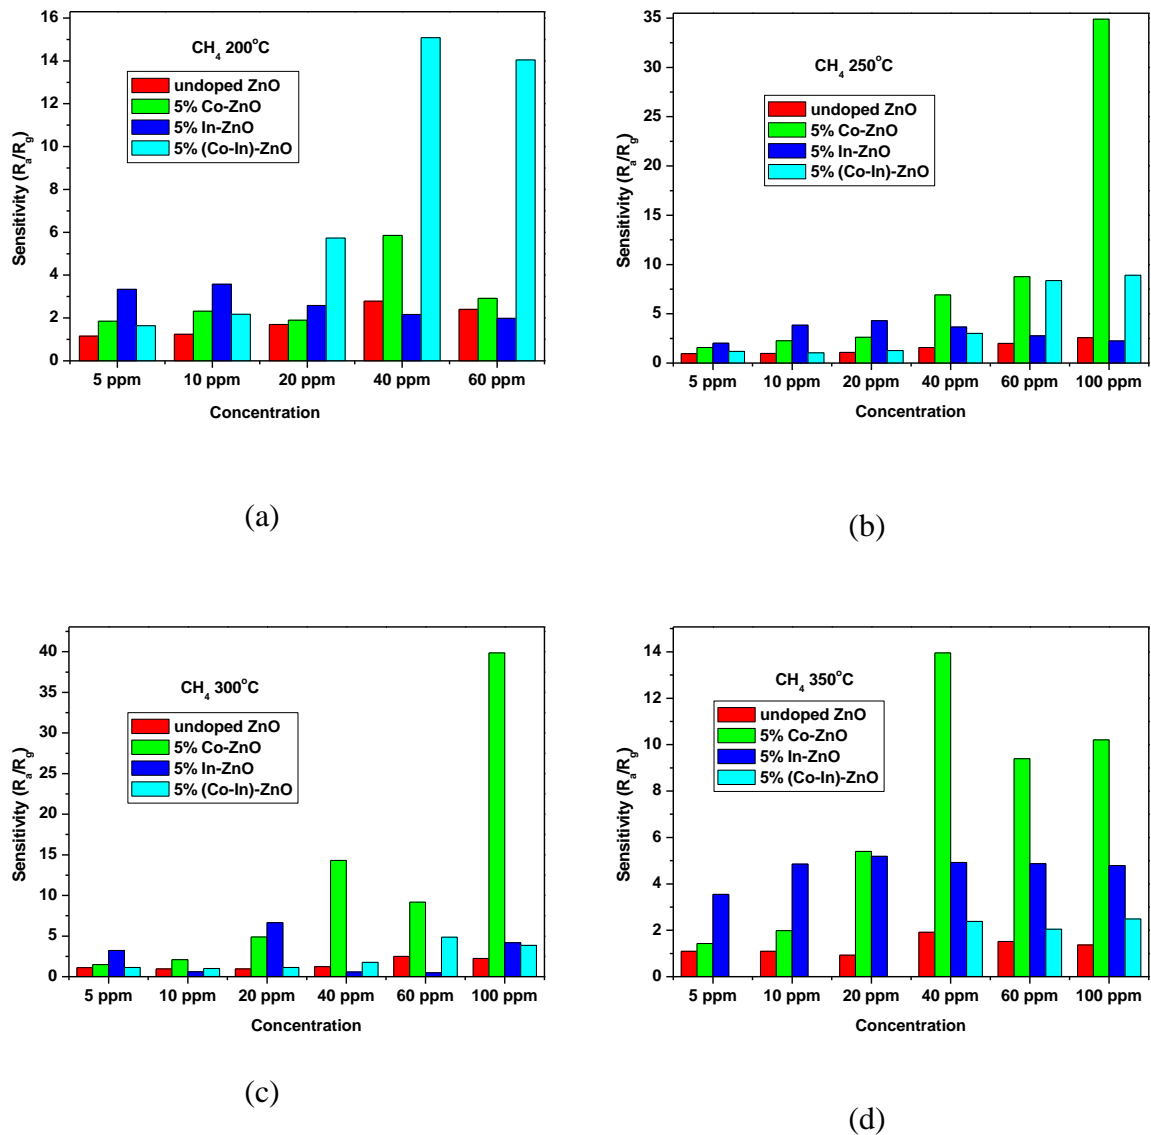 16
14
12
10
8
6
4
2
0
Sensitivity (Ra/Rg)
CH4 200oC
undoped ZnO
5% Co-ZnO
5% In-ZnO
5% (Co-In)-ZnO
5 ppm 10 ppm 20 ppm 40 ppm 60 ppm
Concentration
(a)
35
30
25
20
15
10
5
0
Sensitivity (Ra/Rg)
CH4 250oC
undoped ZnO
5% Co-ZnO
5% In-ZnO
5% (Co-In)-ZnO
5 ppm 10 ppm 20 ppm 40 ppm 60 ppm 100 ppm
Concentration
(b)
40
35
30
25
20
15
10
5
0
Sensitivity (Ra/Rg)
CH4 300oC
undoped ZnO
5% Co-ZnO
5% In-ZnO
5% (Co-In)-ZnO
5 ppm 10 ppm 20 ppm 40 ppm 60 ppm 100 ppm
Concentration
(c)
14
12
10
8
6
4
2
0
Sensitivity (Ra/Rg)
CH4 350oC
undoped ZnO
5% Co-ZnO
5% In-ZnO
5% (Co-In)-ZnO
5 ppm 10 ppm 20 ppm 40 ppm 60 ppm 100 ppm
Concentration
(d)